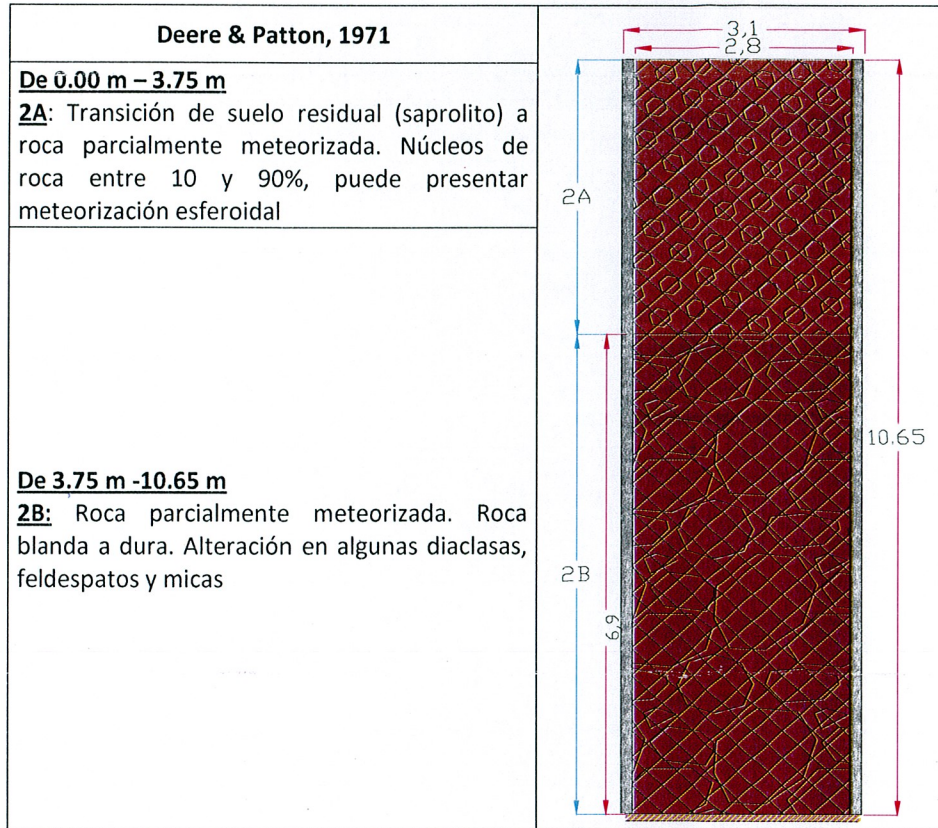 Deere & Patton, 1971
De 0.00 m – 3.75 m
2A: Transición de suelo residual (saprolito) a
roca parcialmente meteorizada. Núcleos de
roca entre 10 y 90%, puede presentar
meteorización esferoidal
De 3.75 m -10.65 m
2B: Roca parcialmente meteorizada. Roca
blanda a dura. Alteración en algunas diaclasas,
feldespatos y micas
3,1
2,8
2A
10.65
2B
6,9